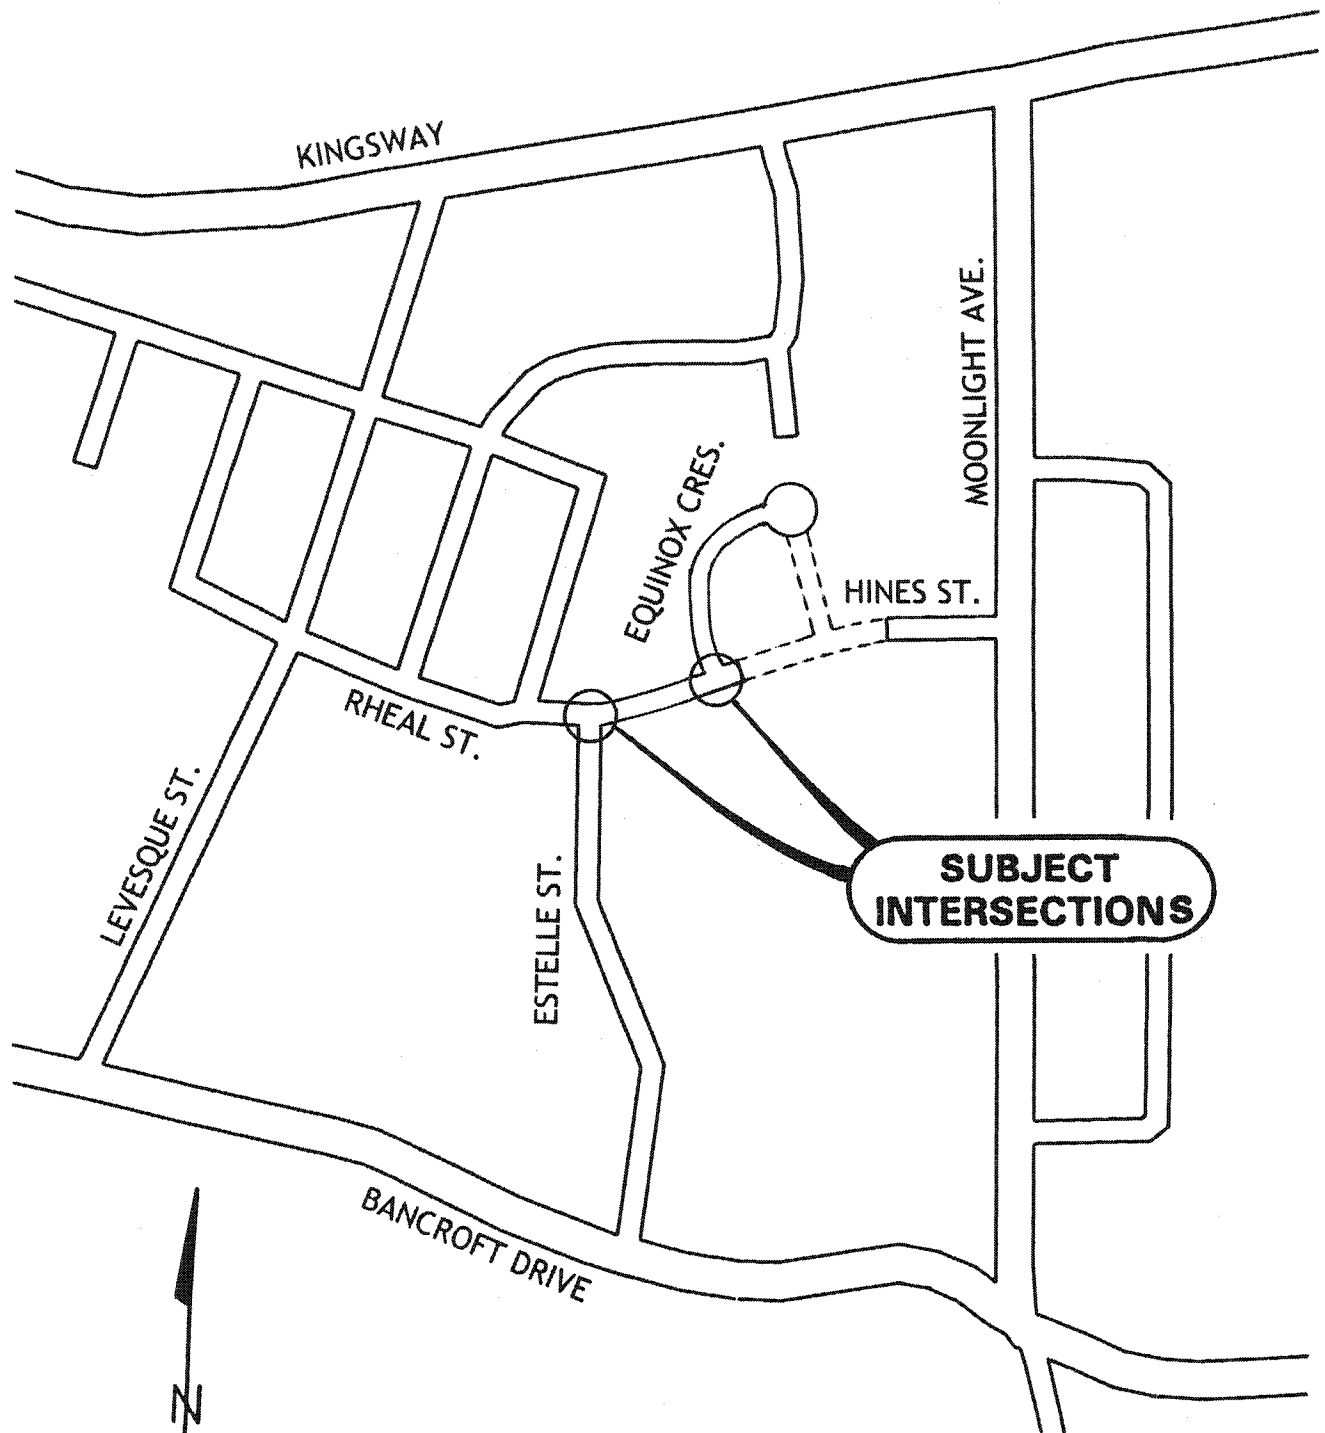 KINGSWAY
MOONLIGHT AVE.
EQUINOX CRES.
HINES ST.
RHEAL ST.
LEVESQUE ST.
ESTELLE ST.
SUBJECT
INTERSECTIONS
BANCROFT DRIVE
N